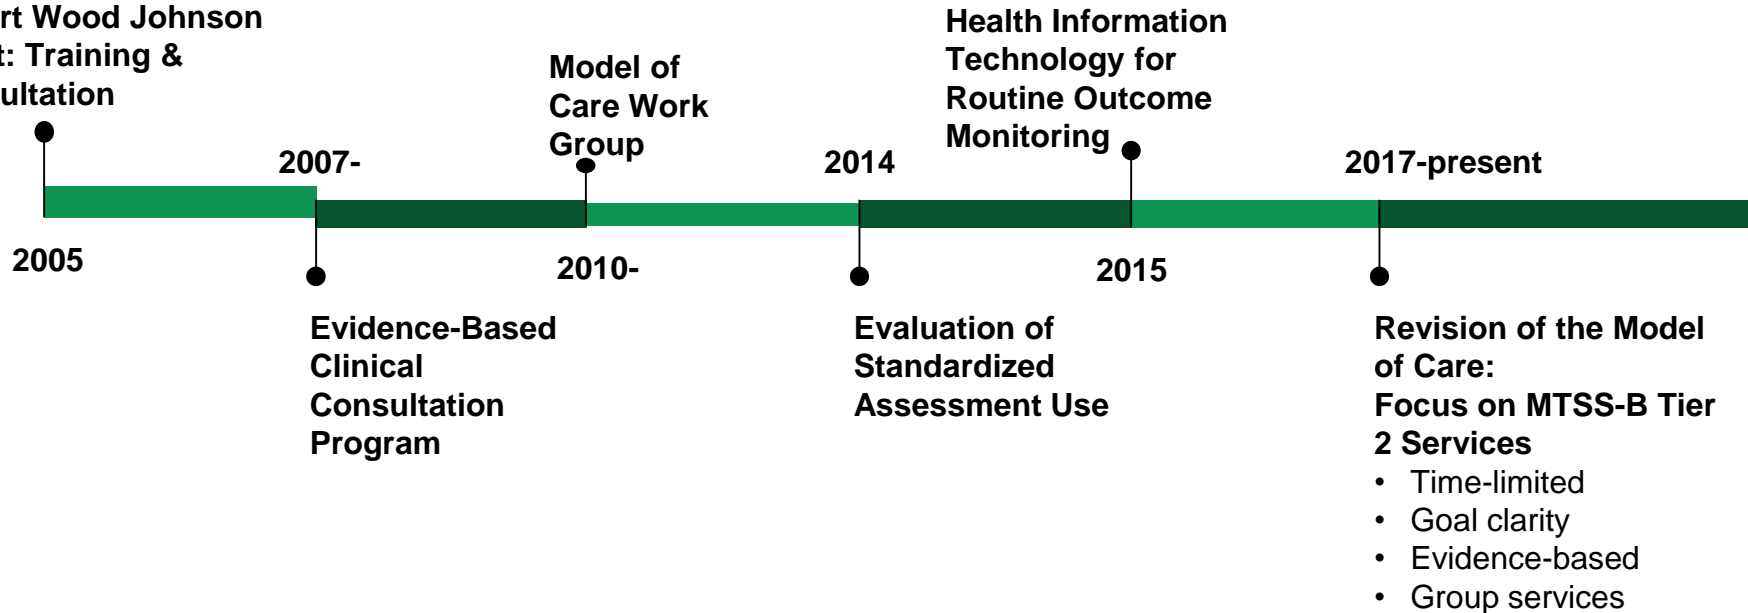 rt Wood Johnson
t: Training &
ultation
2005
2007-
Evidence-Based
Clinical
Consultation
Program
Model of
Care Work
Group
2010-
2014
Evaluation of
Standardized
Assessment Use
Health Information
Technology for
Routine Outcome
Monitoring
2015
2017-present
Revision of the Model
of Care:
Focus on MTSS-B Tier
2 Services
• Time-limited
• Goal clarity
• Evidence-based
• Group services